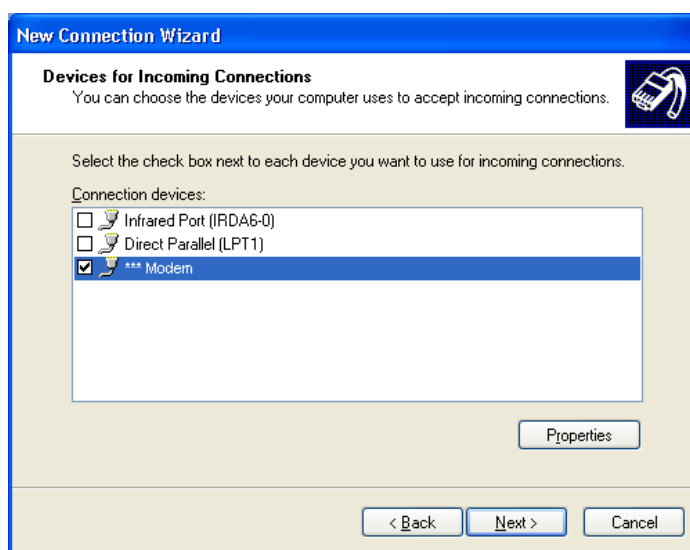 New Connection Wizard
Devices for Incoming Connections
You can choose the devices your computer uses to accept incoming connections.
Select the check box next to each device you want to use for incoming connections.
Connection devices:
Infrared Port (IRDA6-0)
Direct Parallel (LPT1)
*** Modem
Properties
< Back Next > Cancel